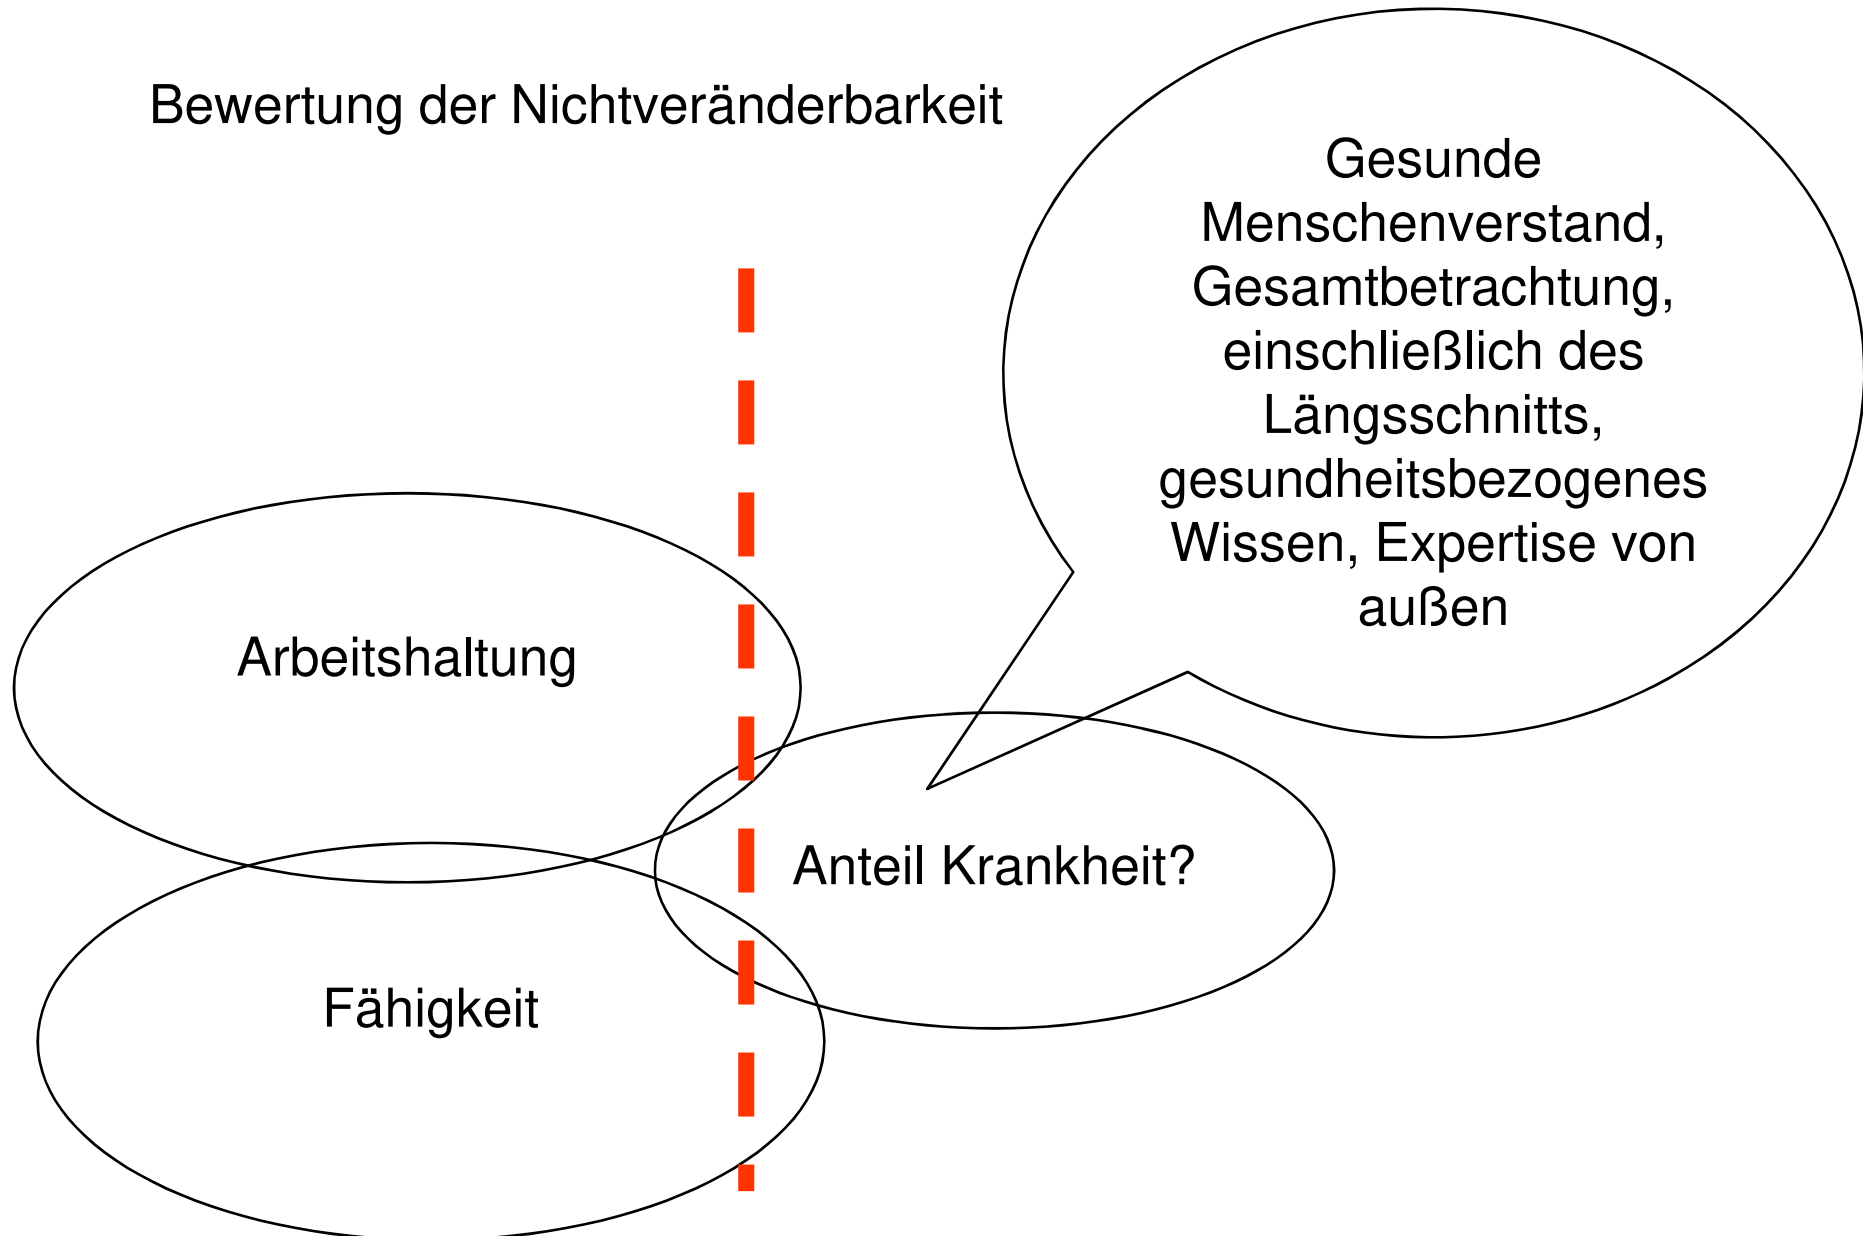 Bewertung der Nichtveränderbarkeit
Gesunde
Menschenverstand,
Gesamtbetrachtung,
einschließlich des
Längsschnitts,
gesundheitsbezogenes
Wissen, Expertise von
außen
Arbeitshaltung
Anteil Krankheit?
Fähigkeit